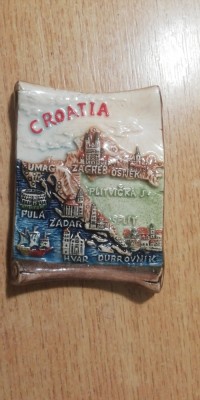 CROATIA
UMAG ZAGREB OSIJEK
PLITVIČKA J.
PULA
ZADAR SPLIT
HVAR DUBROVNIK